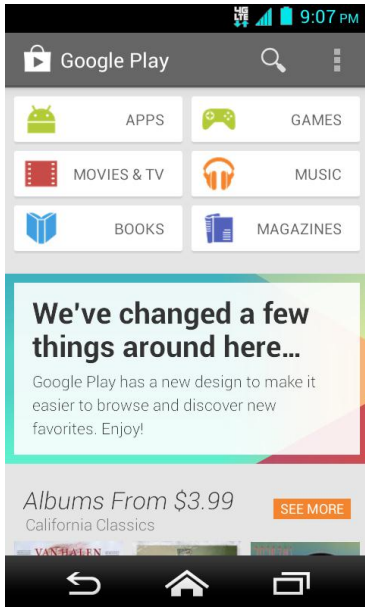 4G
LTE
9:07 PM
Google Play
APPS
GAMES
MOVIES & TV
MUSIC
BOOKS
MAGAZINES
We've changed a few
things around here...
Google Play has a new design to make it
easier to browse and discover new
favorites. Enjoy!
Albums From $3.99
SEE MORE
California Classics
VAN HALEN